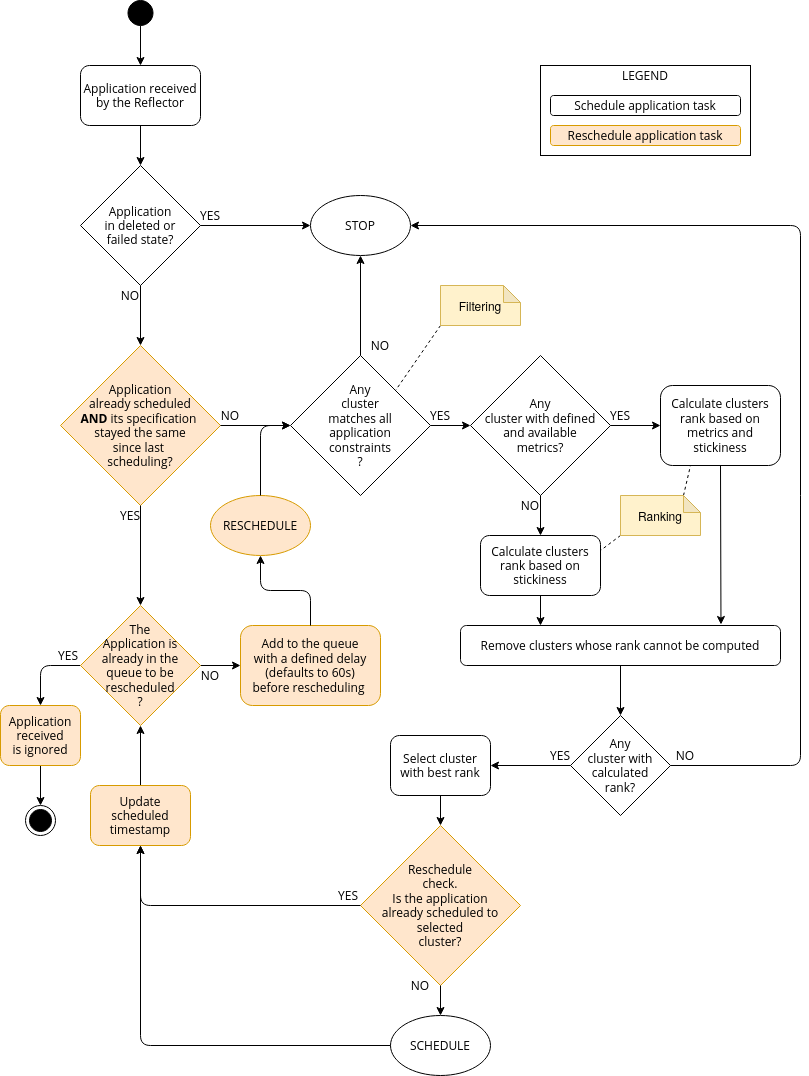 Application received
by the Reflector
LEGEND
Schedule application task
Reschedule application task
Application
in deleted or
failed state?
YES
STOP
NO
Filtering
NO
Application
already scheduled
AND its specification
stayed the same
since last
scheduling?
NO
Any
cluster
matches all
application
constraints
?
YES
Any
cluster with defined
and available
metrics?
YES
Calculate clusters
rank based on
metrics and
stickiness
YES
RESCHEDULE
NO
Ranking
Calculate clusters
rank based on
stickiness
The
Application is
already in the
queue to be
rescheduled
?
YES
NO
Add to the queue
with a defined delay
(defaults to 60s)
before rescheduling
Remove clusters whose rank cannot be computed
Application
received
is ignored
Select cluster
with best rank
YES
Any
cluster with
calculated
rank?
NO
Update
scheduled
timestamp
Reschedule
check.
Is the application
already scheduled to
selected
cluster?
YES
NO
SCHEDULE